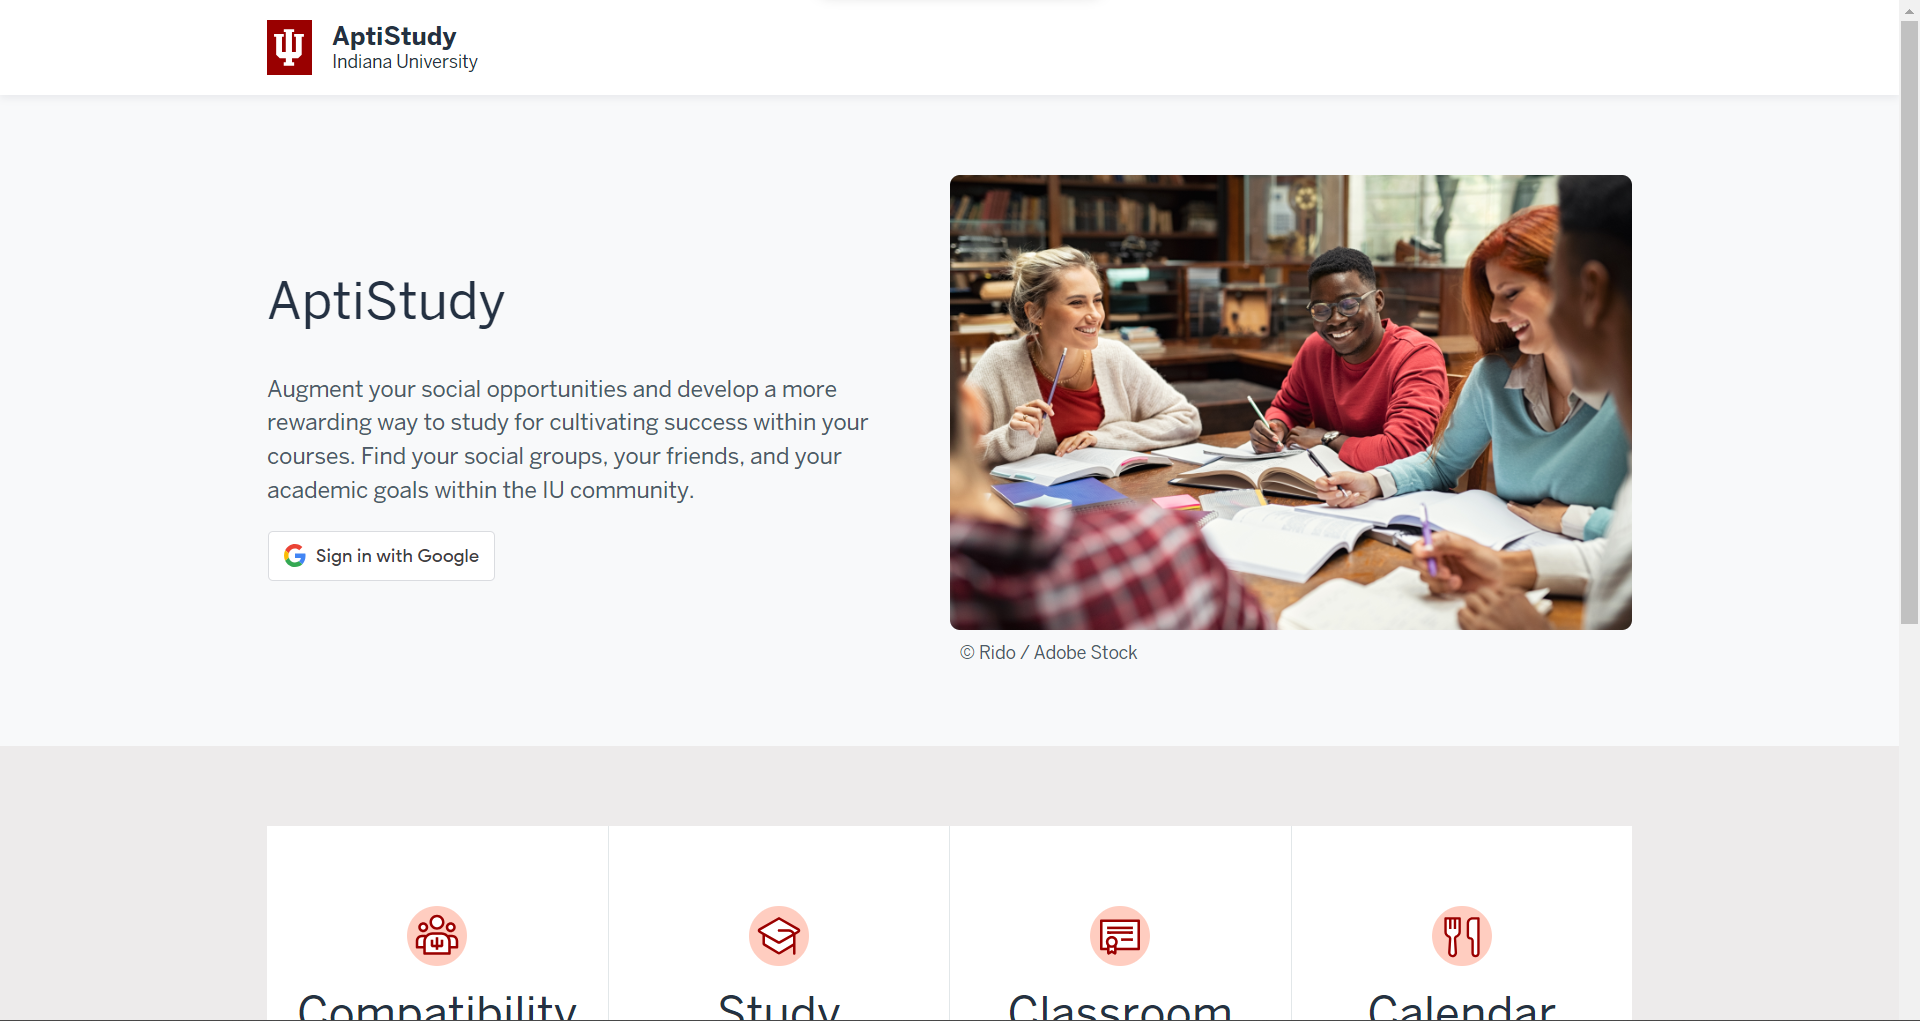 AptiStudy
Indiana University
AptiStudy
Augment your social opportunities and develop a more
rewarding way to study for cultivating success within your
courses. Find your social groups, your friends, and your
academic goals within the IU community.
Sign in with Google
© Rido / Adobe Stock
Compatibility
Study
Classroom
Calendar